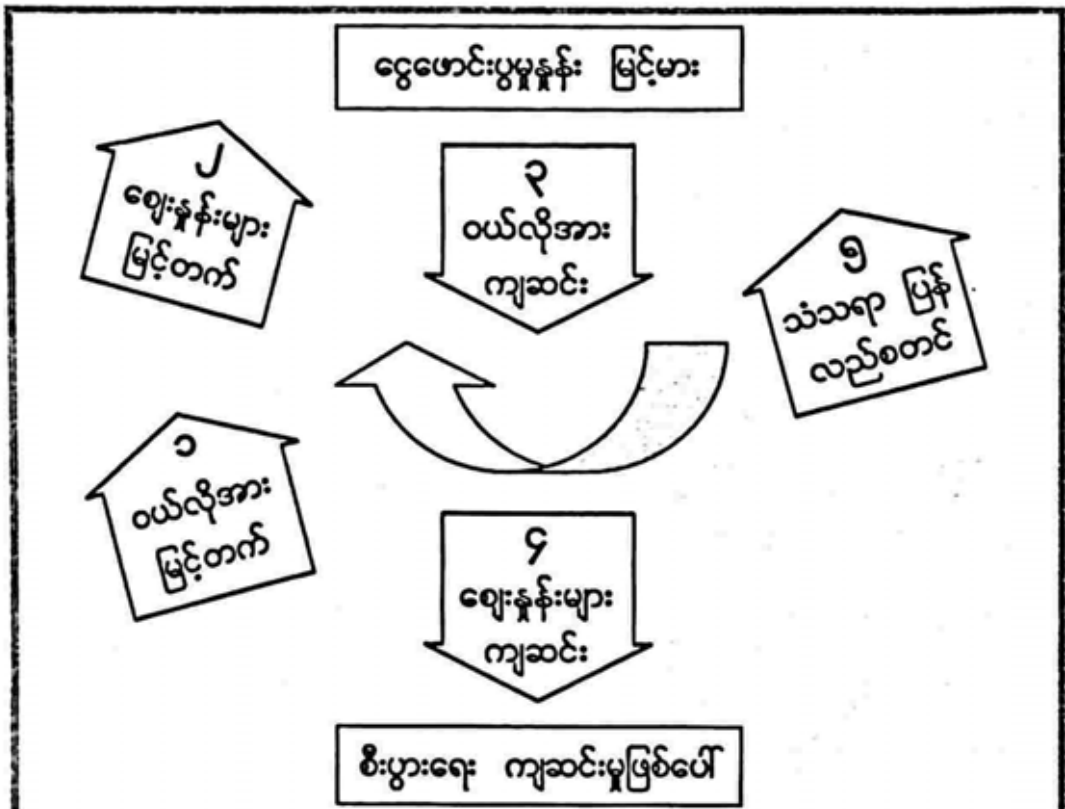 ငွေဖောင်းပွမှုနှုန်း မြင့်မား
၂
ဈေးနှုန်းများ
မြင့်တက်
၃
ဝယ်လိုအား
ကျဆင်း
၅
သံသရာ ပြန်
လည်စတင်
၁
ဝယ်လိုအား
မြင့်တက်
၄
ဈေးနှုန်းများ
ကျဆင်း
စီးပွားရေး ကျဆင်းမှုဖြစ်ပေါ်